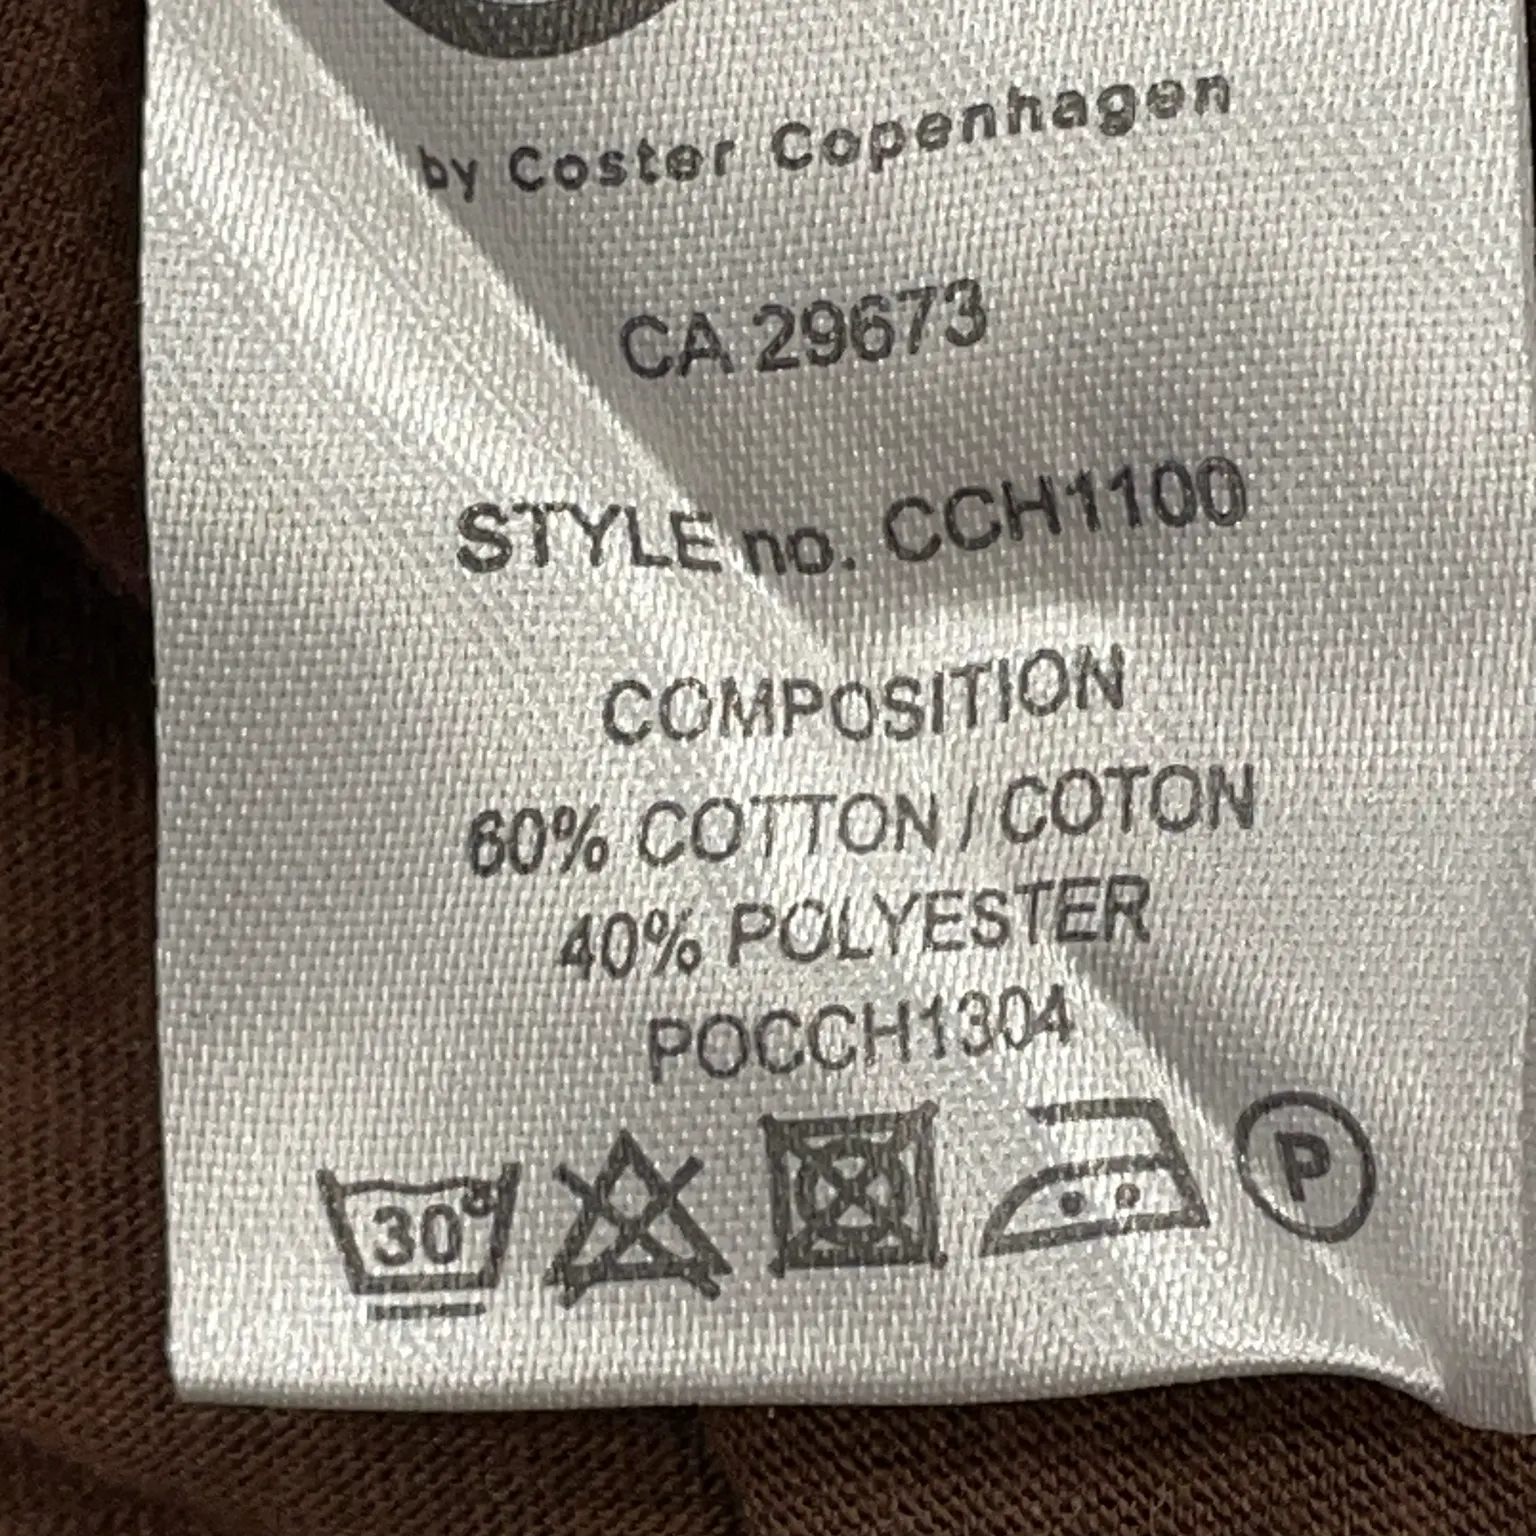 by Coster Copenhagen
CA 29673
STYLE no. CCH1100
COMPOSITION
60% COTTON / COTON
40% POLYESTER
POCCH1304
30°
P